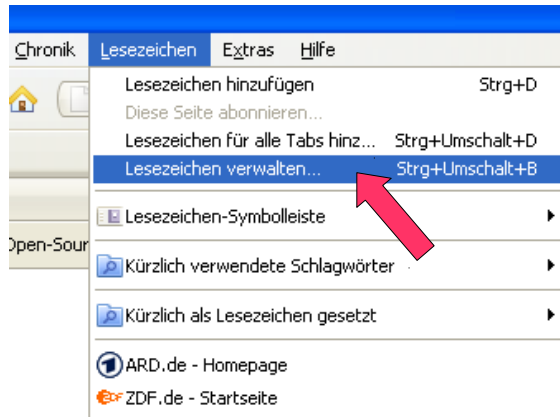 Chronik Lesezeichen Extras Hilfe
Lesezeichen hinzufügen Strg+D
Diese Seite abonnieren...
Lesezeichen für alle Tabs hinz... Strg+Umschalt+D
Lesezeichen verwalten... Strg+Umschalt+B
Lesezeichen-Symbolleiste
Open-Sour
Kürzlich verwendete Schlagwörter
Kürzlich als Lesezeichen gesetzt
ARD.de - Homepage
ZDF.de - Startseite